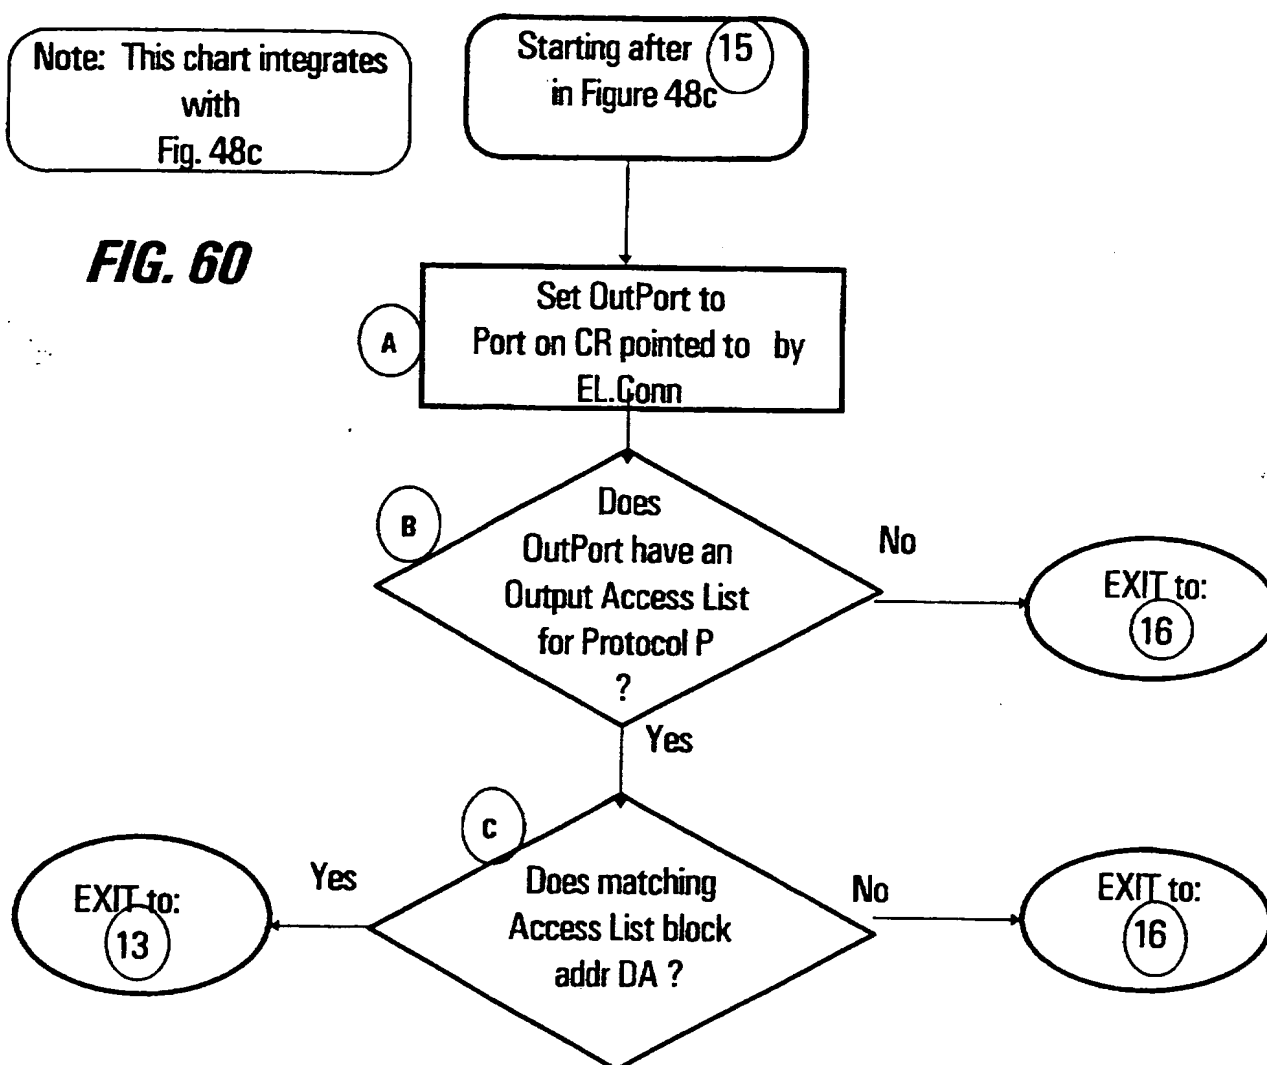 Note: This chart integrates
with
Fig. 48c
Starting after 15
in Figure 48c
FIG. 60
A
Set OutPort to
Port on CR pointed to by
EL.Conn
B
Does
OutPort have an
Output Access List
for Protocol P
?
No
EXIT to:
16
Yes
C
Does matching
Access List block
addr DA ?
Yes
EXIT to:
13
No
EXIT to:
16